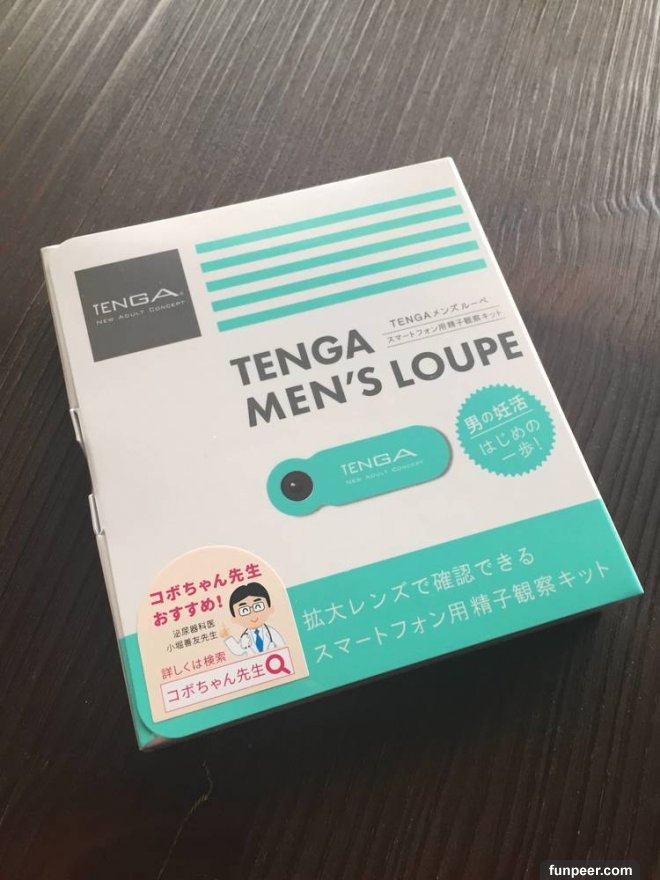 TENGA
NEW ADULT CONCEPT
TENGAメンズルーペ
スマートフォン用精子観察キット
TENGA
MEN'S LOUPE
男の妊活
はじめの
一歩!
TENGA
NEW ADULT CONCEPT
コボちゃん先生
おすすめ!
泌尿器科医
小堀善友先生
詳しくは検索
コボちゃん先生
拡大レンズで確認できる
スマートフォン用精子観察キット
funpeer.com